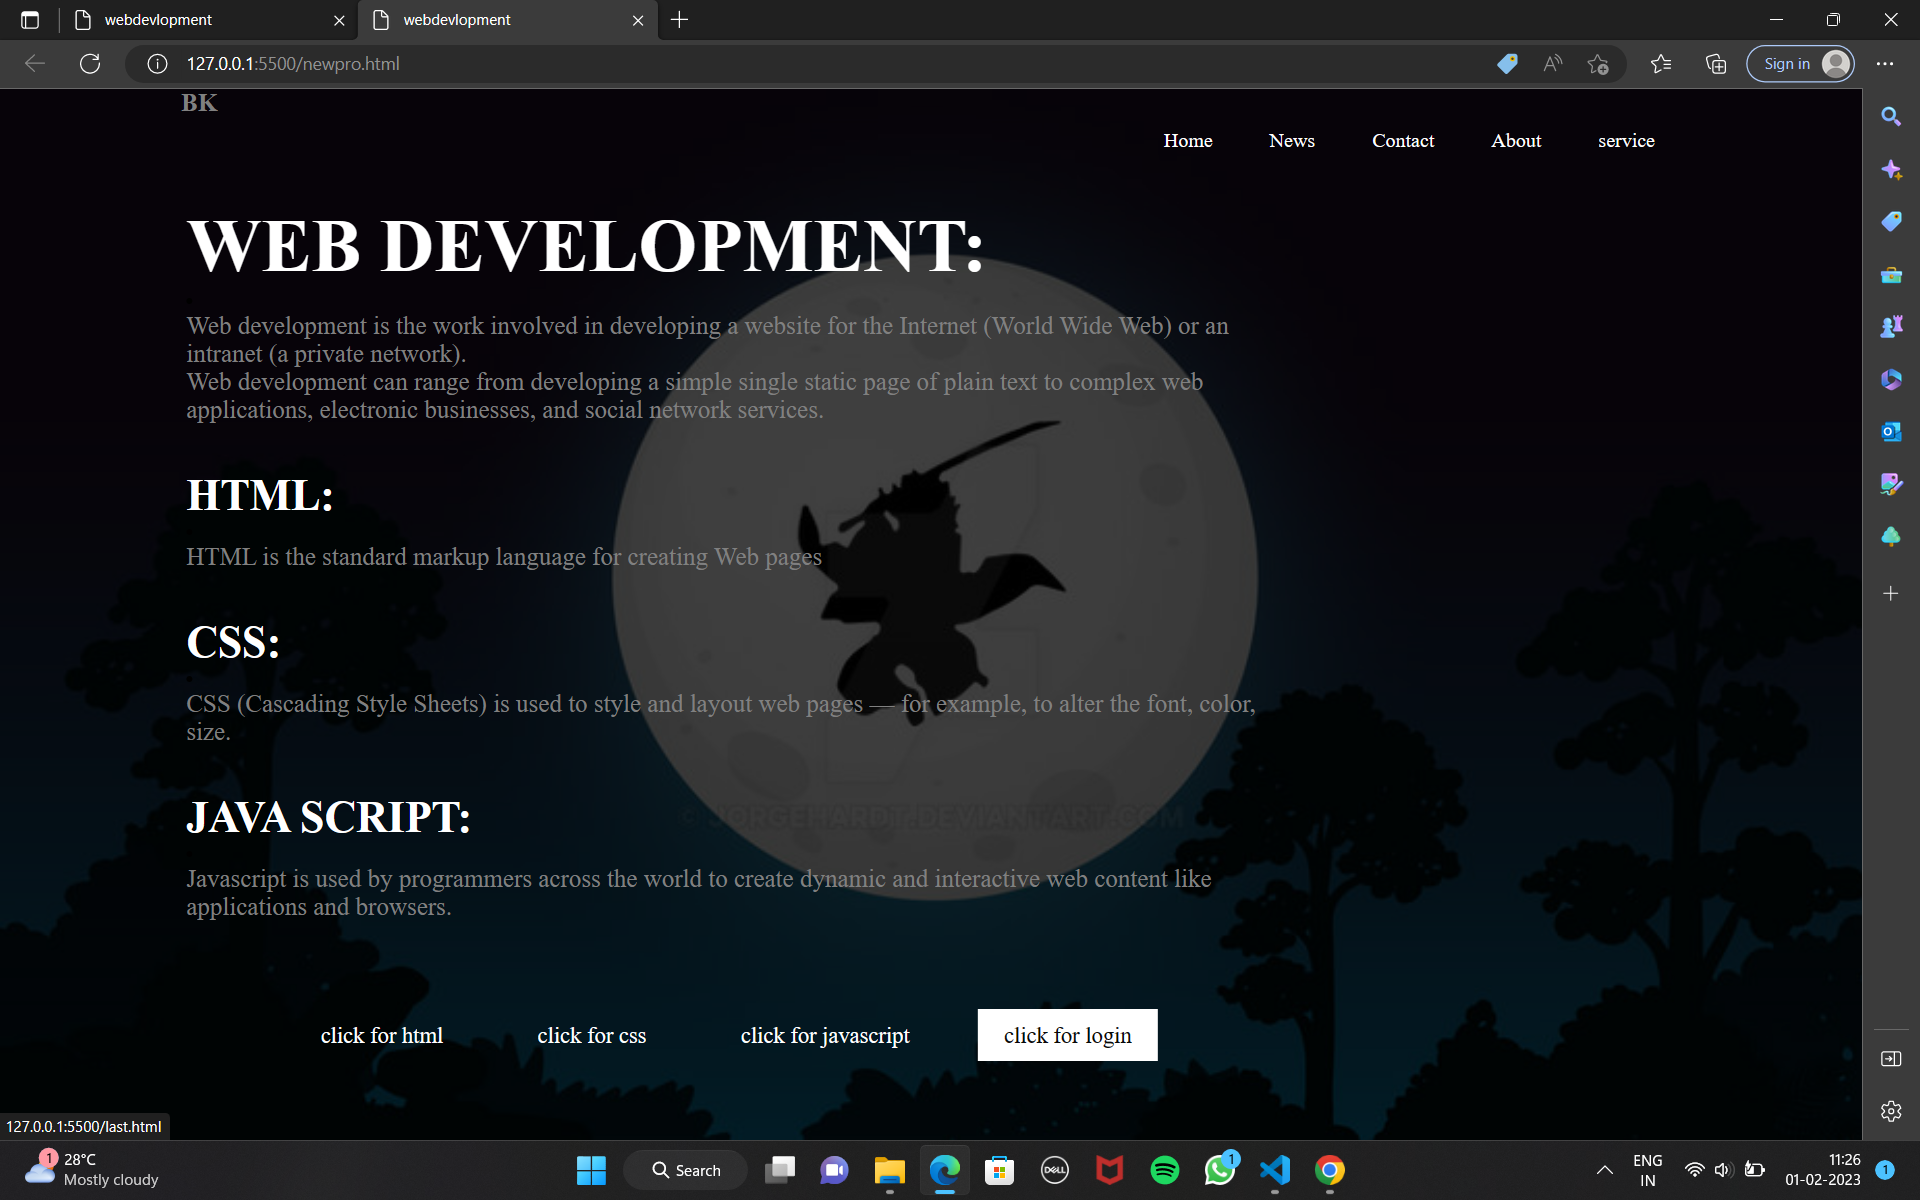 webdevlopment
webdevlopment
127.0.0.1:5500/newpro.html
Sign in
BK
Home News Contact About service
WEB DEVELOPMENT:
Web development is the work involved in developing a website for the Internet (World Wide Web) or an
intranet (a private network).
Web development can range from developing a simple single static page of plain text to complex web
applications, electronic businesses, and social network services.
HTML:
HTML is the standard markup language for creating Web pages
CSS:
CSS (Cascading Style Sheets) is used to style and layout web pages — for example, to alter the font, color,
size.
JAVA SCRIPT:
© JORGEHARDT.DEVIANTART.COM
Javascript is used by programmers across the world to create dynamic and interactive web content like
applications and browsers.
click for html click for css click for javascript click for login
127.0.0.1:5500/last.html
1
28°C
Mostly cloudy
Search
DELL
1
ENG
IN
11:26
01-02-2023
1